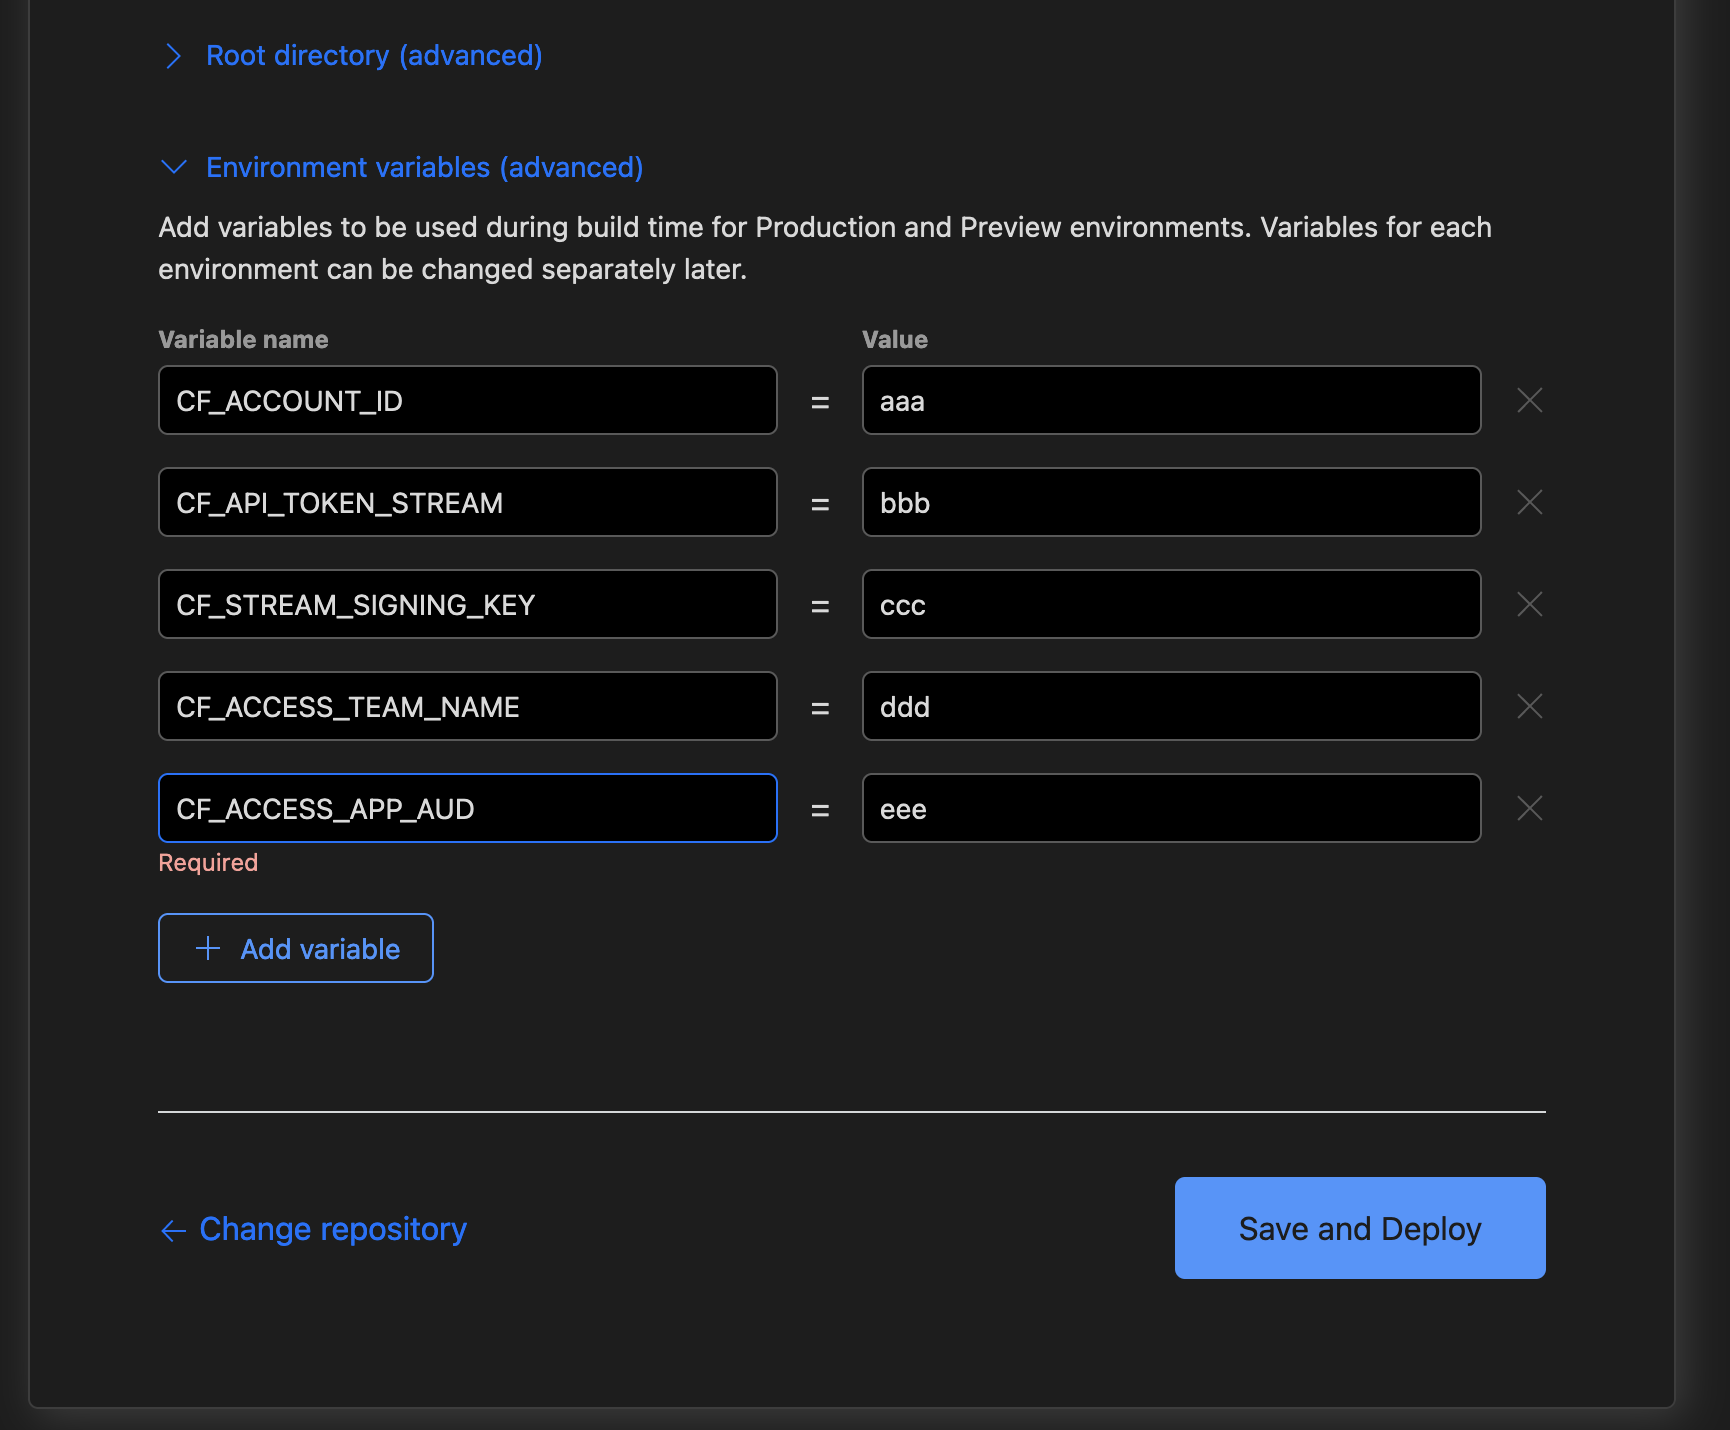 Root directory (advanced)
Environment variables (advanced)
Add variables to be used during build time for Production and Preview environments. Variables for each
environment can be changed separately later.
Variable name Value
CF_ACCOUNT_ID = aaa
CF_API_TOKEN_STREAM = bbb
CF_STREAM_SIGNING_KEY = ccc
CF_ACCESS_TEAM_NAME = ddd
CF_ACCESS_APP_AUD = eee
Required
+ Add variable
← Change repository Save and Deploy